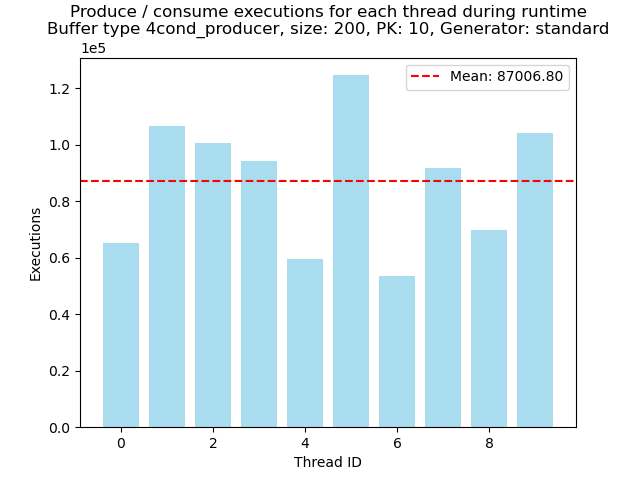 Produce / consume executions for each thread during runtime
Buffer type 4cond_producer, size: 200, PK: 10, Generator: standard
1e5
Mean: 87006.80
1.2
1.0
0.8
0.6
0.4
0.2
0.0
Executions
0 2 4 6 8
Thread ID